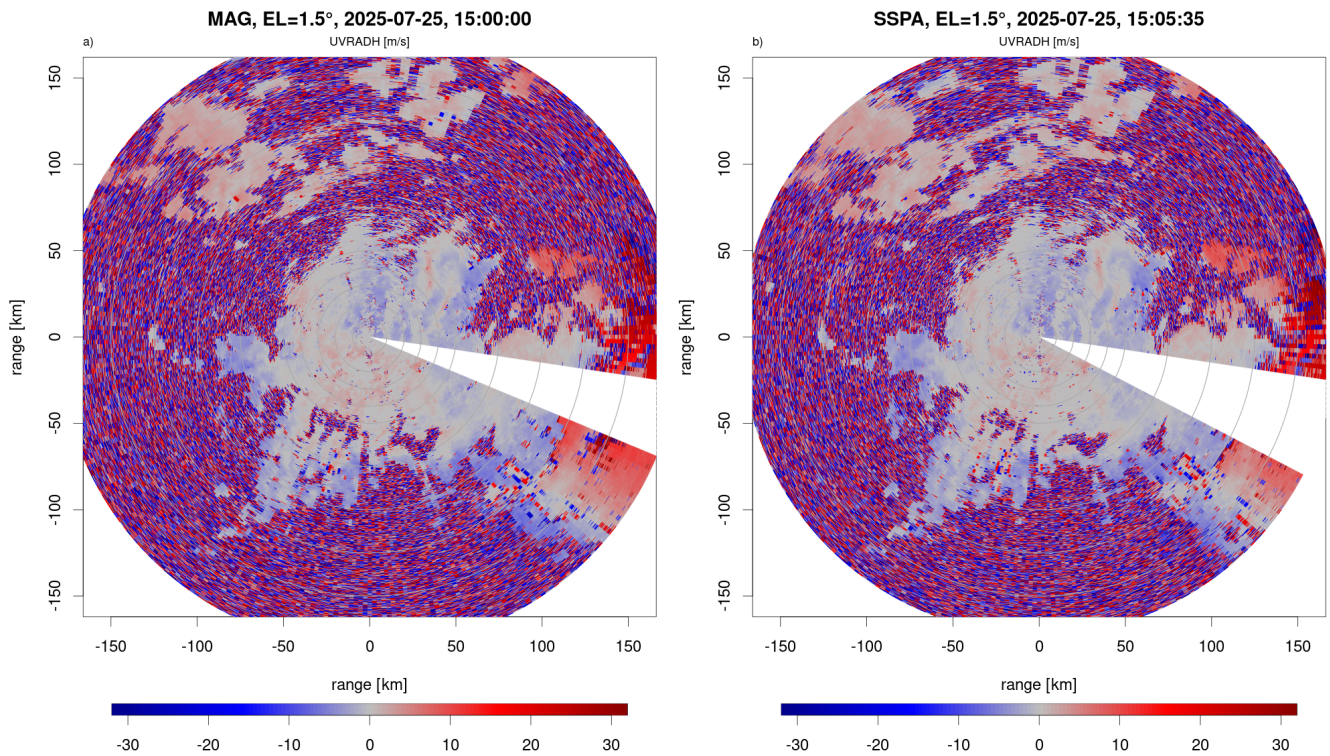 MAG, EL=1.5°, 2025-07-25, 15:00:00
a)
UVRADH [m/s]
150
100
50
0
-50
-100
-150
range [km]
-150 -100 -50 0 50 100 150
range [km]
-30 -20 -10 0 10 20 30
SSPA, EL=1.5°, 2025-07-25, 15:05:35
b)
UVRADH [m/s]
150
100
50
0
-50
-100
-150
range [km]
-150 -100 -50 0 50 100 150
range [km]
-30 -20 -10 0 10 20 30